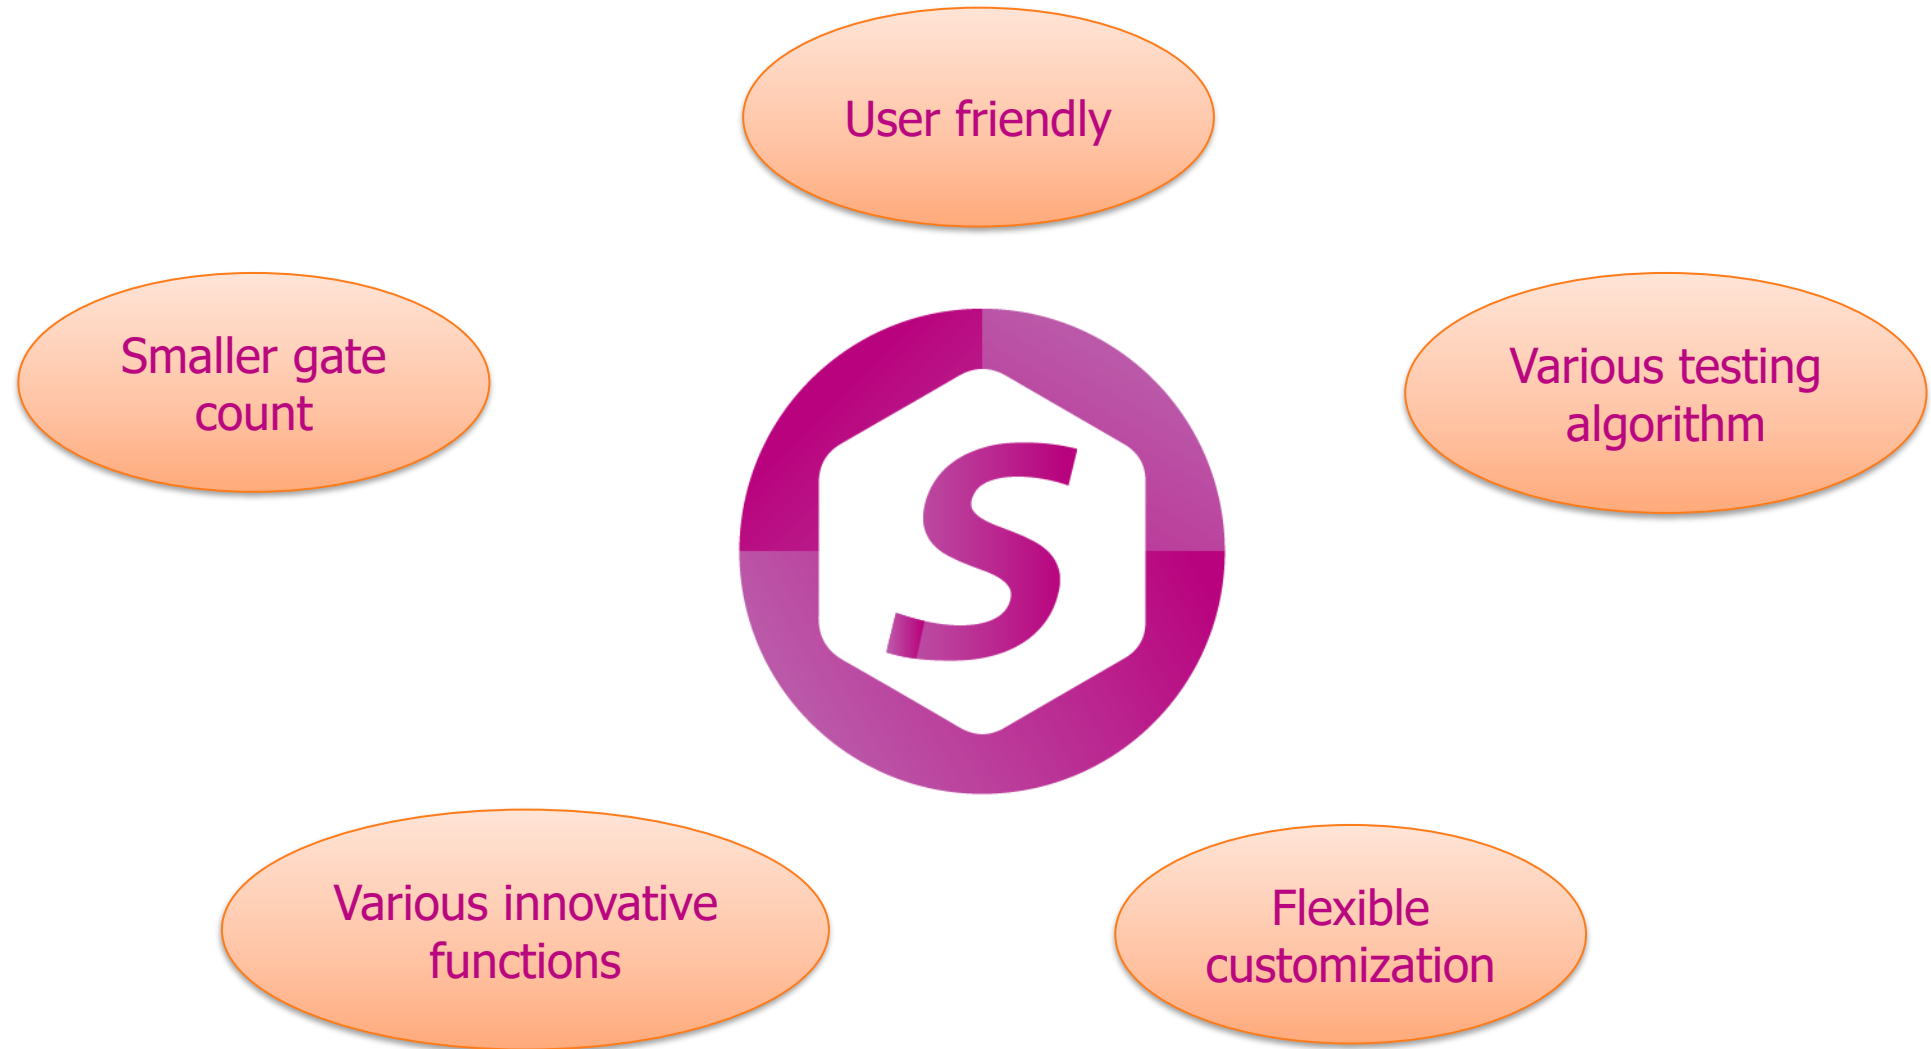 User friendly
Smaller gate
count
Various testing
algorithm
S
Various innovative
functions
Flexible
customization